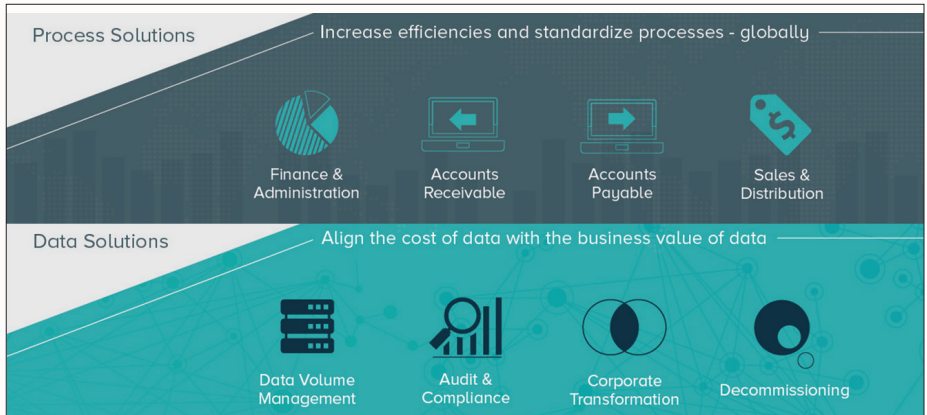 Process Solutions
Increase efficiencies and standardize processes - globally
Finance &
Administration
Accounts
Receivable
Accounts
Payable
Sales &
Distribution
Data Solutions
Align the cost of data with the business value of data
Data Volume
Management
Audit &
Compliance
Corporate
Transformation
Decommissioning